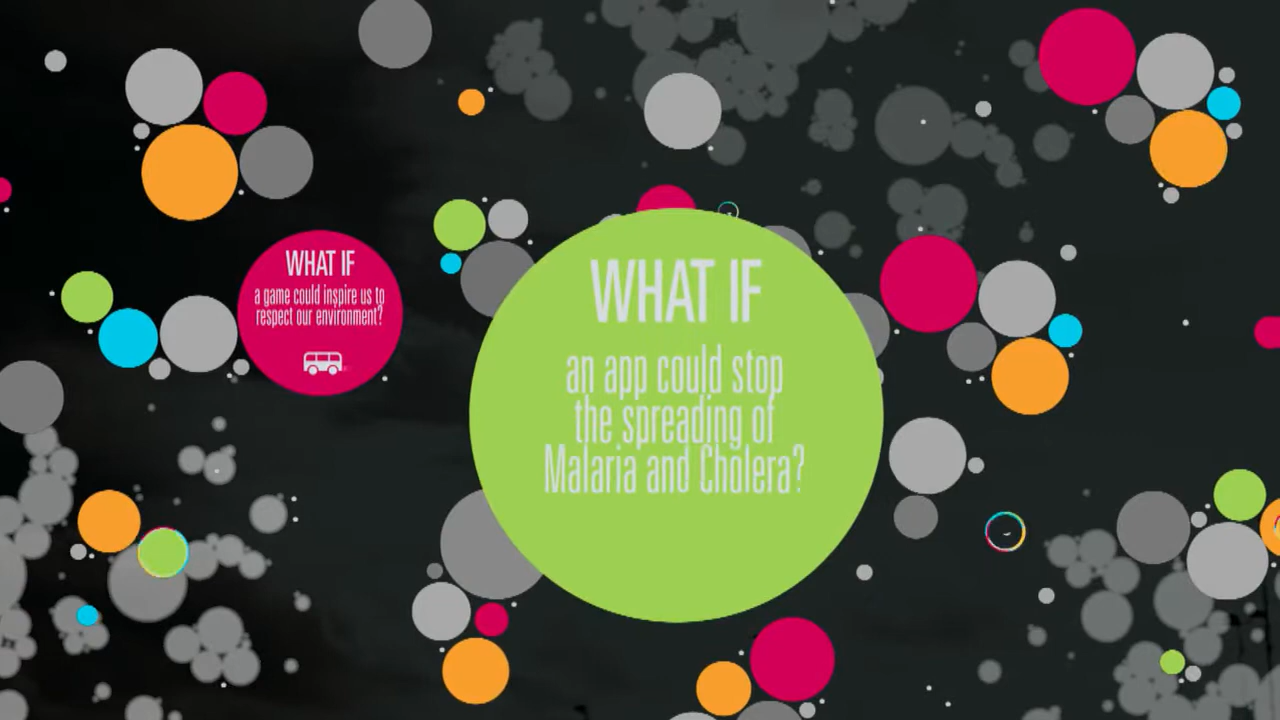 WHAT IF
a game could inspire us to
respect our environment?
WHAT IF
an app could stop
the spreading of
Malaria and Cholera?